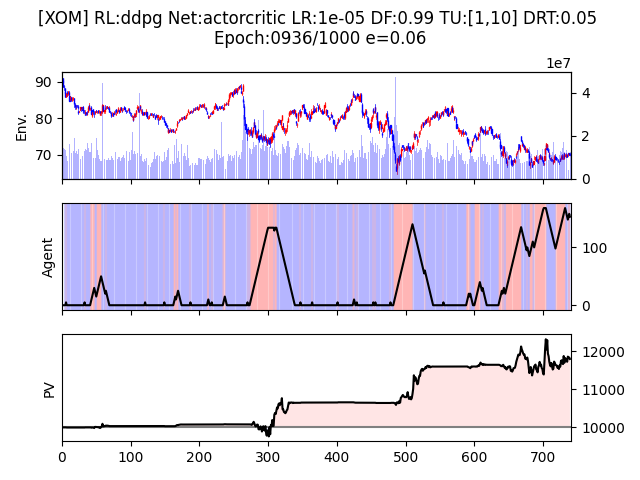 [XOM] RL:ddpg Net:actorcritic LR:1e-05 DF:0.99 TU:[1,10] DRT:0.05
Epoch:0936/1000 e=0.06
1e7
90
80
70
Env.
4
2
0
Agent
100
0
PV
12000
11000
10000
0 100 200 300 400 500 600 700